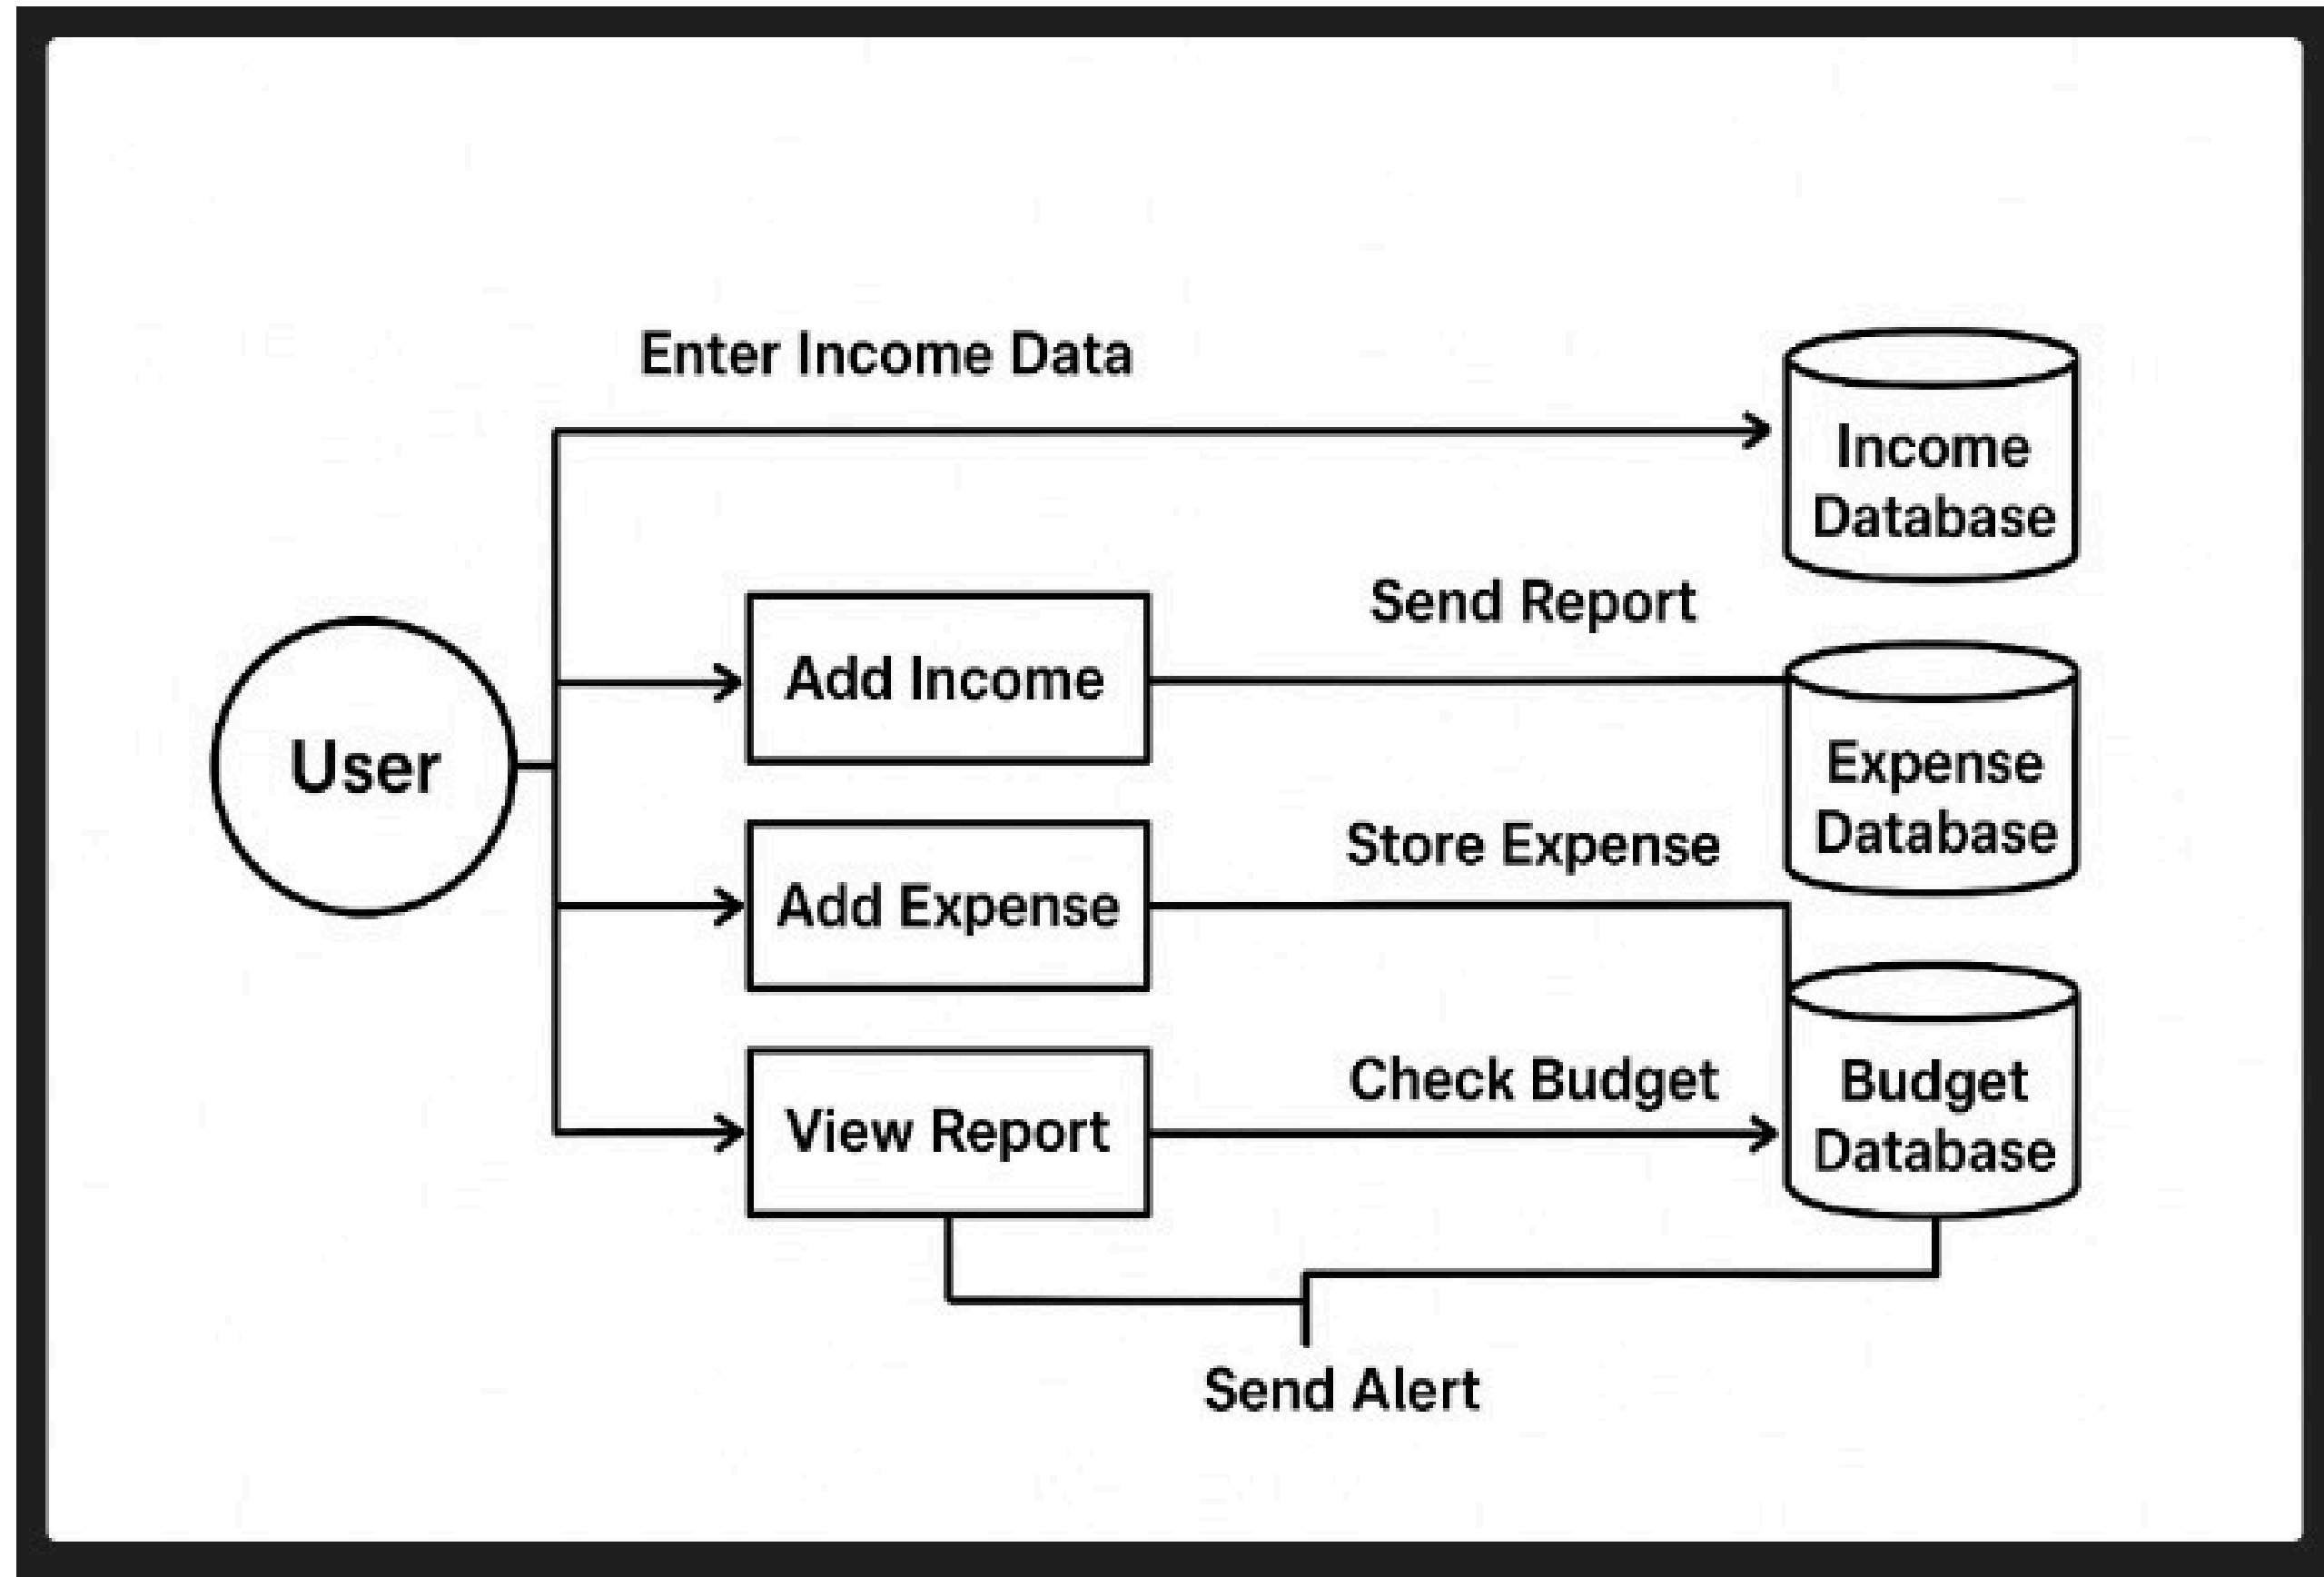 Enter Income Data
Income
Database
Send Report
Add Income
User
Expense
Database
Store Expense
Add Expense
Check Budget
Budget
Database
View Report
Send Alert